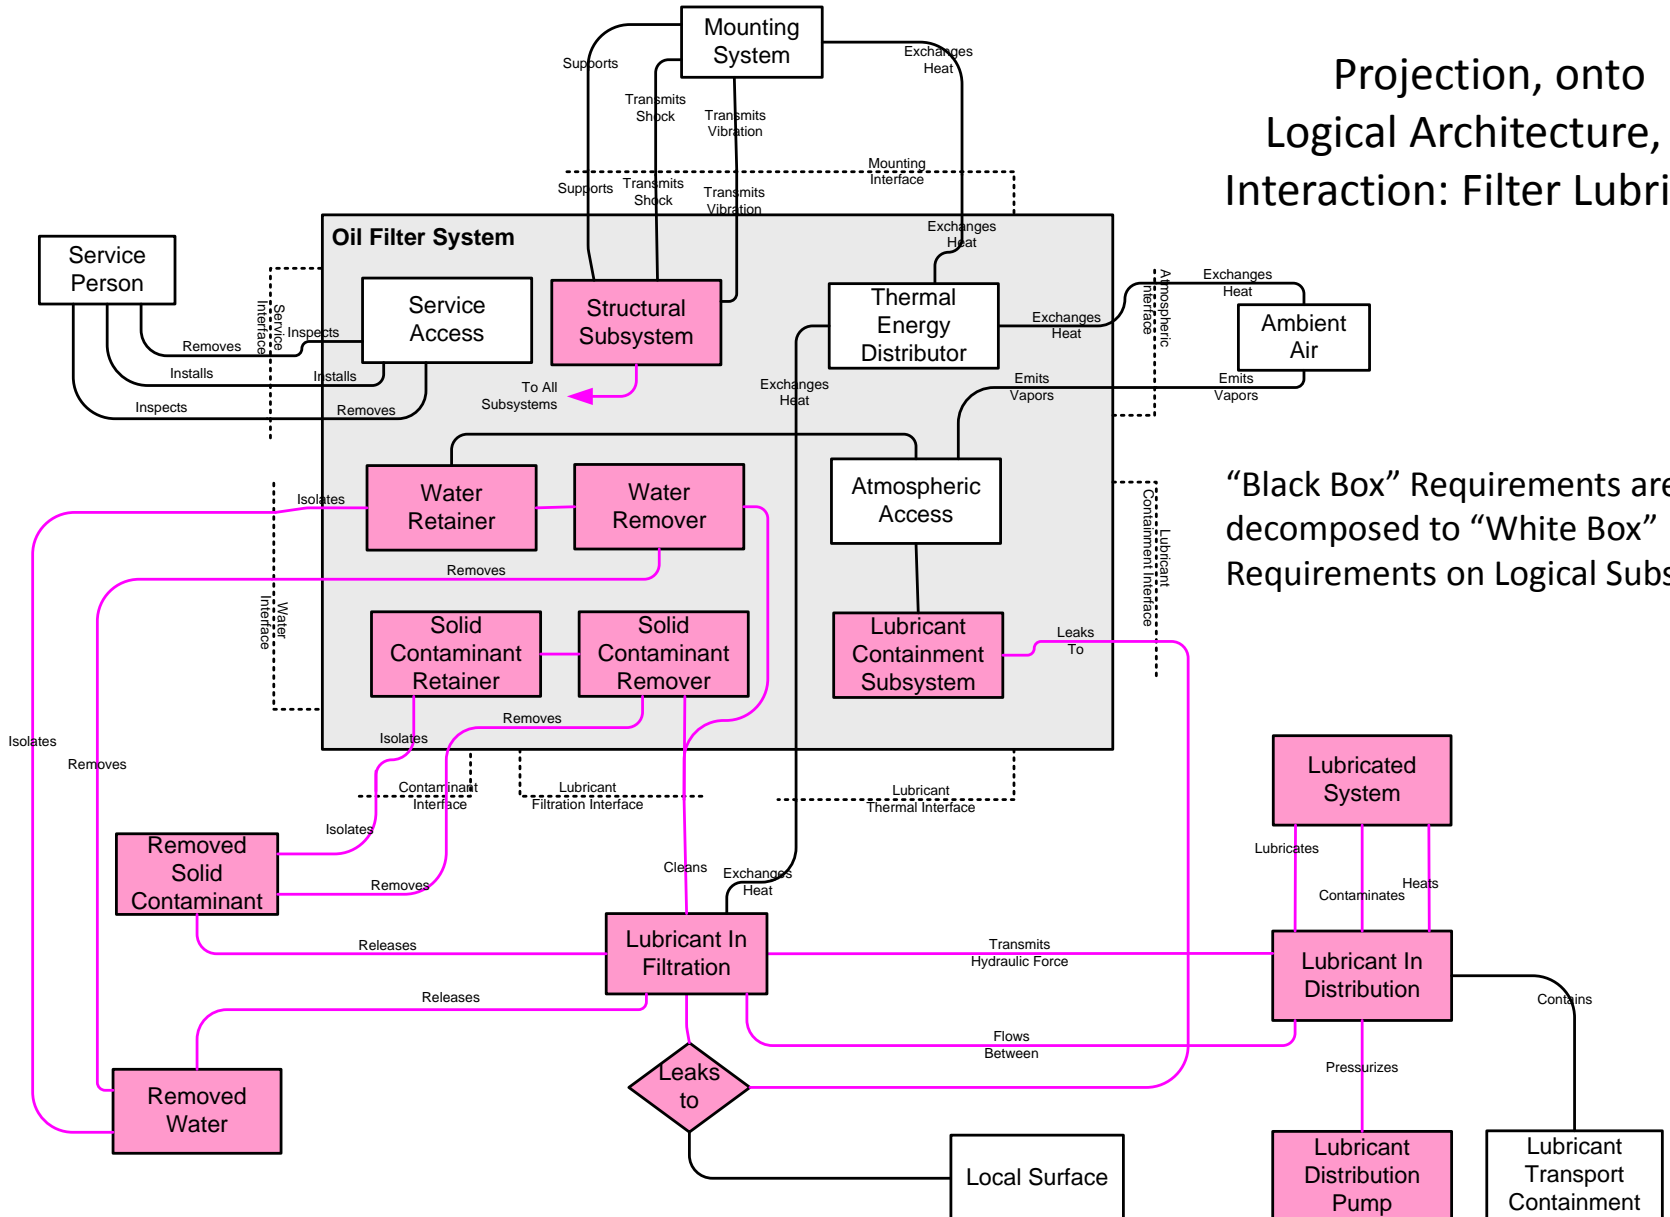 Mounting
System
Exchanges
Heat
Supports
Transmits
Shock
Transmits
Vibration
Projection, onto
Logical Architecture,
Interaction: Filter Lubri
Mounting
Interface
Supports
Transmits
Shock
Transmits
Vibration
Oil Filter System
Exchanges
Heat
Service
Person
Service
Interface
Service
Access
Structural
Subsystem
Thermal
Energy
Distributor
Exchanges
Heat
Atmospheric
Interface
Exchanges
Heat
Ambient
Air
Removes
Inspects
Installs
Installs
Inspects
Removes
To All
Subsystems
Exchanges
Heat
Emits
Vapors
Emits
Vapors
Isolates
Water
Retainer
Water
Remover
Atmospheric
Access
Lubricant
Containment Interface
"Black Box" Requirements are
decomposed to "White Box"
Requirements on Logical Subs
Removes
Water
Interface
Solid
Contaminant
Retainer
Solid
Contaminant
Remover
Lubricant
Containment
Subsystem
Leaks
To
Removes
Isolates
Isolates
Removes
Contaminant
Interface
Lubricant
Filtration Interface
Lubricant
Thermal Interface
Lubricated
System
Isolates
Removed
Solid
Contaminant
Removes
Cleans
Exchanges
Heat
Lubricates
Contaminates
Heats
Releases
Lubricant In
Filtration
Transmits
Hydraulic Force
Lubricant In
Distribution
Contains
Releases
Flows
Between
Pressurizes
Removed
Water
Leaks
to
Local Surface
Lubricant
Distribution
Pump
Lubricant
Transport
Containment